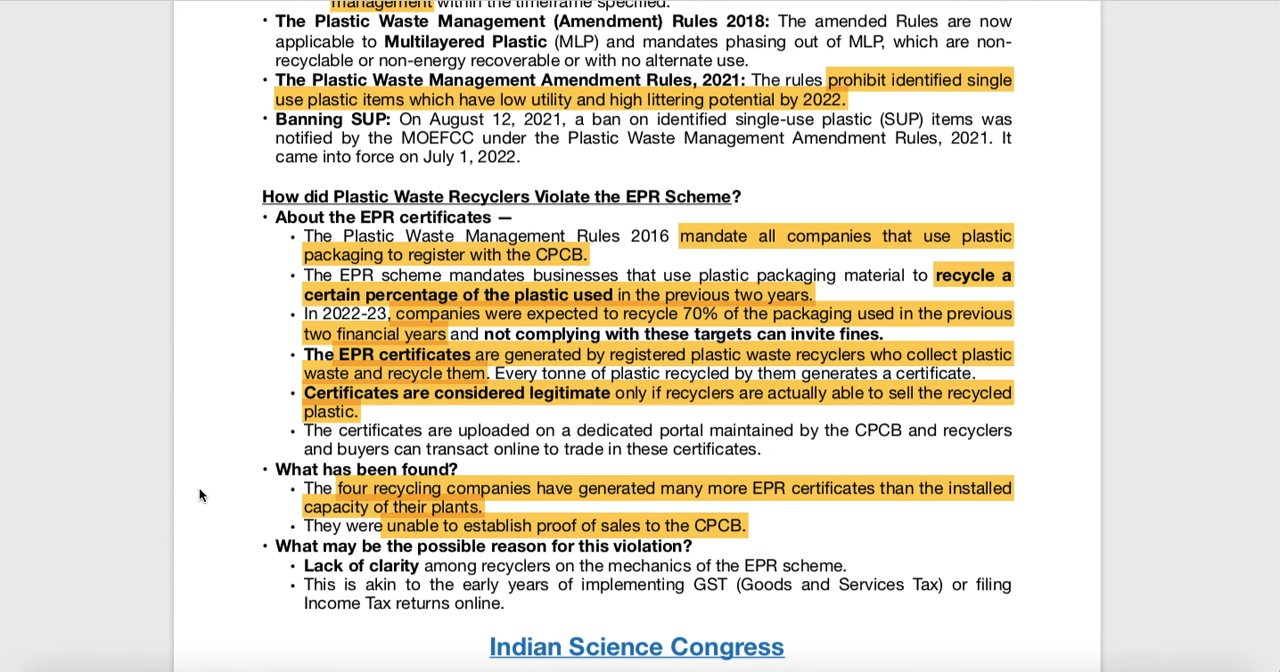 management within the timeframe specified.
• The Plastic Waste Management (Amendment) Rules 2018: The amended Rules are now
applicable to Multilayered Plastic (MLP) and mandates phasing out of MLP, which are non-
recyclable or non-energy recoverable or with no alternate use.
• The Plastic Waste Management Amendment Rules, 2021: The rules prohibit identified single
use plastic items which have low utility and high littering potential by 2022.
• Banning SUP: On August 12, 2021, a ban on identified single-use plastic (SUP) items was
notified by the MOEFCC under the Plastic Waste Management Amendment Rules, 2021. It
came into force on July 1, 2022.
How did Plastic Waste Recyclers Violate the EPR Scheme?
• About the EPR certificates —
• The Plastic Waste Management Rules 2016 mandate all companies that use plastic
packaging to register with the CPCB.
• The EPR scheme mandates businesses that use plastic packaging material to recycle a
certain percentage of the plastic used in the previous two years.
• In 2022-23, companies were expected to recycle 70% of the packaging used in the previous
two financial years and not complying with these targets can invite fines.
• The EPR certificates are generated by registered plastic waste recyclers who collect plastic
waste and recycle them. Every tonne of plastic recycled by them generates a certificate.
• Certificates are considered legitimate only if recyclers are actually able to sell the recycled
plastic.
• The certificates are uploaded on a dedicated portal maintained by the CPCB and recyclers
and buyers can transact online to trade in these certificates.
• What has been found?
• The four recycling companies have generated many more EPR certificates than the installed
capacity of their plants.
• They were unable to establish proof of sales to the CPCB.
• What may be the possible reason for this violation?
• Lack of clarity among recyclers on the mechanics of the EPR scheme.
• This is akin to the early years of implementing GST (Goods and Services Tax) or filing
Income Tax returns online.
Indian Science Congress